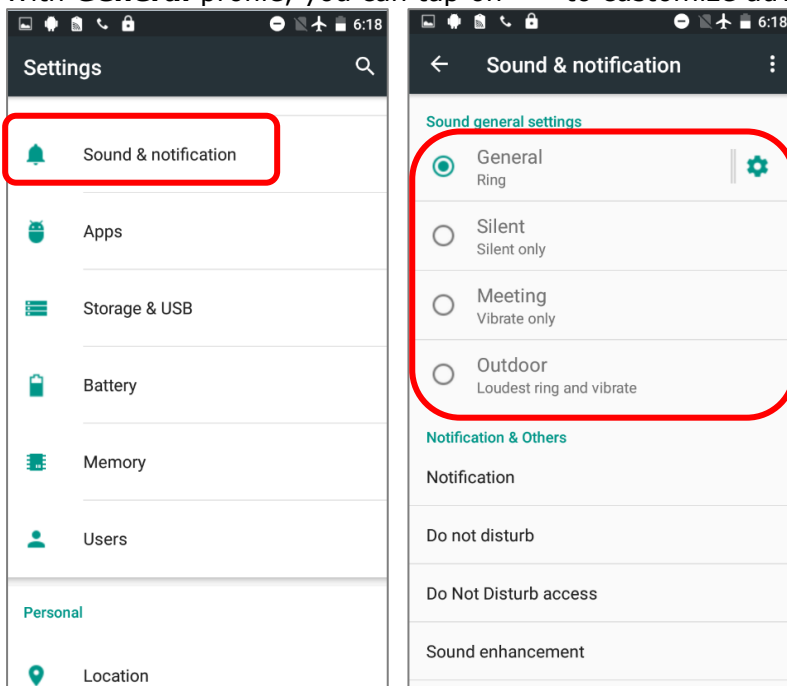 6:18
Settings
Sound & notification
Apps
Storage & USB
Battery
Memory
Users
Personal
Location
6:18
Sound & notification
Sound general settings
General
Ring
Silent
Silent only
Meeting
Vibrate only
Outdoor
Loudest ring and vibrate
Notification & Others
Notification
Do not disturb
Do Not Disturb access
Sound enhancement